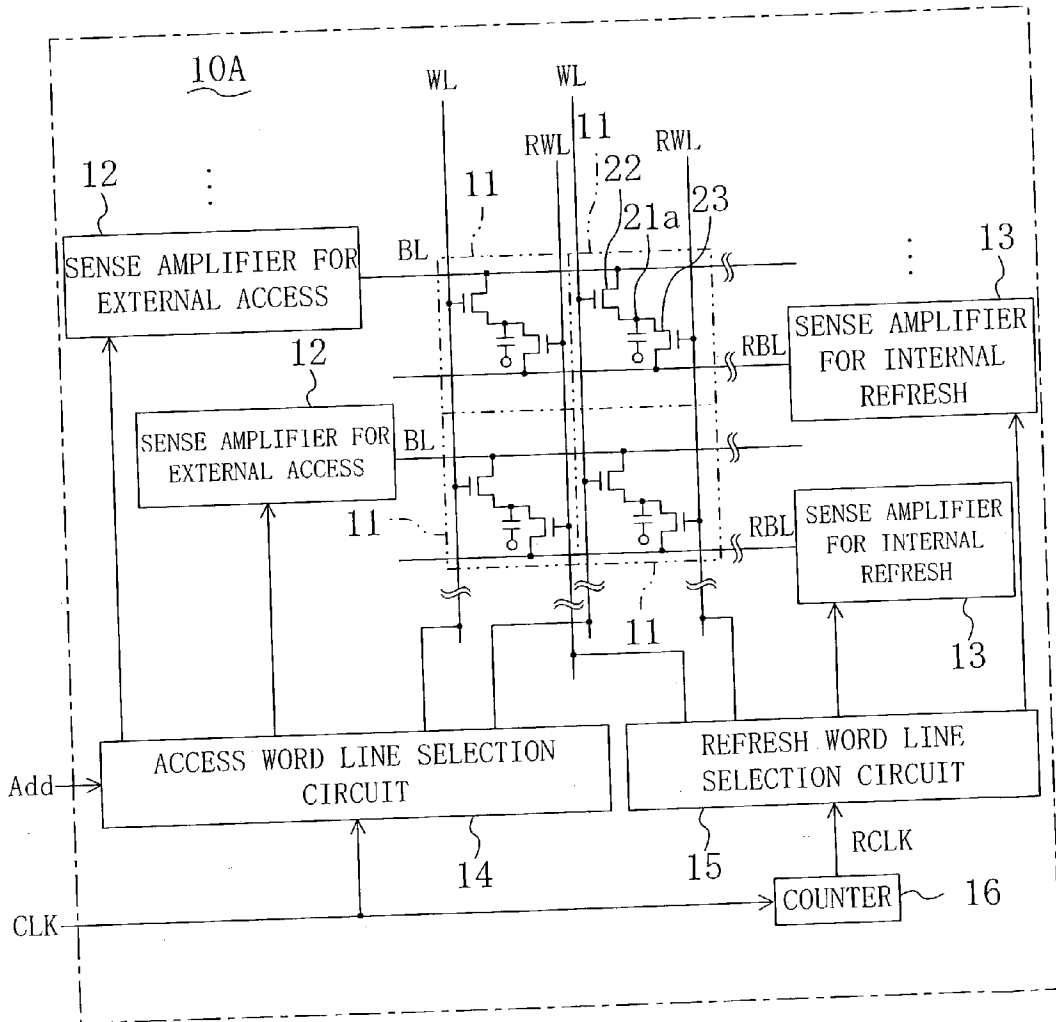 10A
WL
WL
11
RWL
RWL
22
12
11
21a
23
13
BL
SENSE AMPLIFIER FOR
EXTERNAL ACCESS
SENSE AMPLIFIER
FOR INTERNAL
REFRESH
RBL
12
SENSE AMPLIFIER FOR
EXTERNAL ACCESS
BL
11
RBL
SENSE AMPLIFIER
FOR INTERNAL
REFRESH
11
13
ACCESS WORD LINE SELECTION
CIRCUIT
REFRESH WORD LINE
SELECTION CIRCUIT
Add
14
15
RCLK
CLK
COUNTER
16